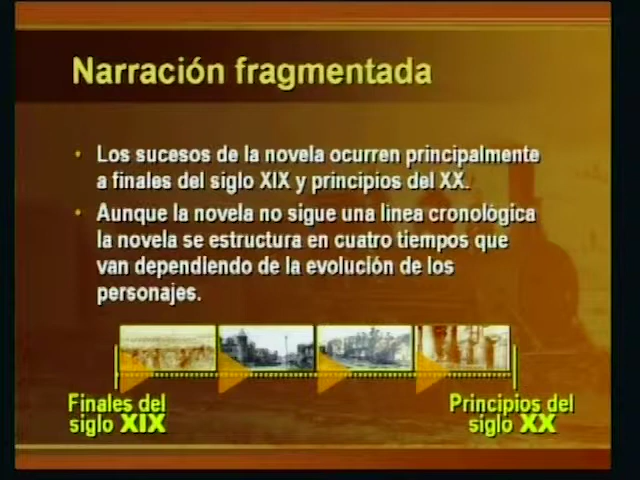 Narración fragmentada
• Los sucesos de la novela ocurren principalmente
a finales del siglo XIX y principios del XX.
• Aunque la novela no sigue una línea cronológica
la novela se estructura en cuatro tiempos que
van dependiendo de la evolución de los
personajes.
Finales del
siglo XIX
Principios del
siglo XX